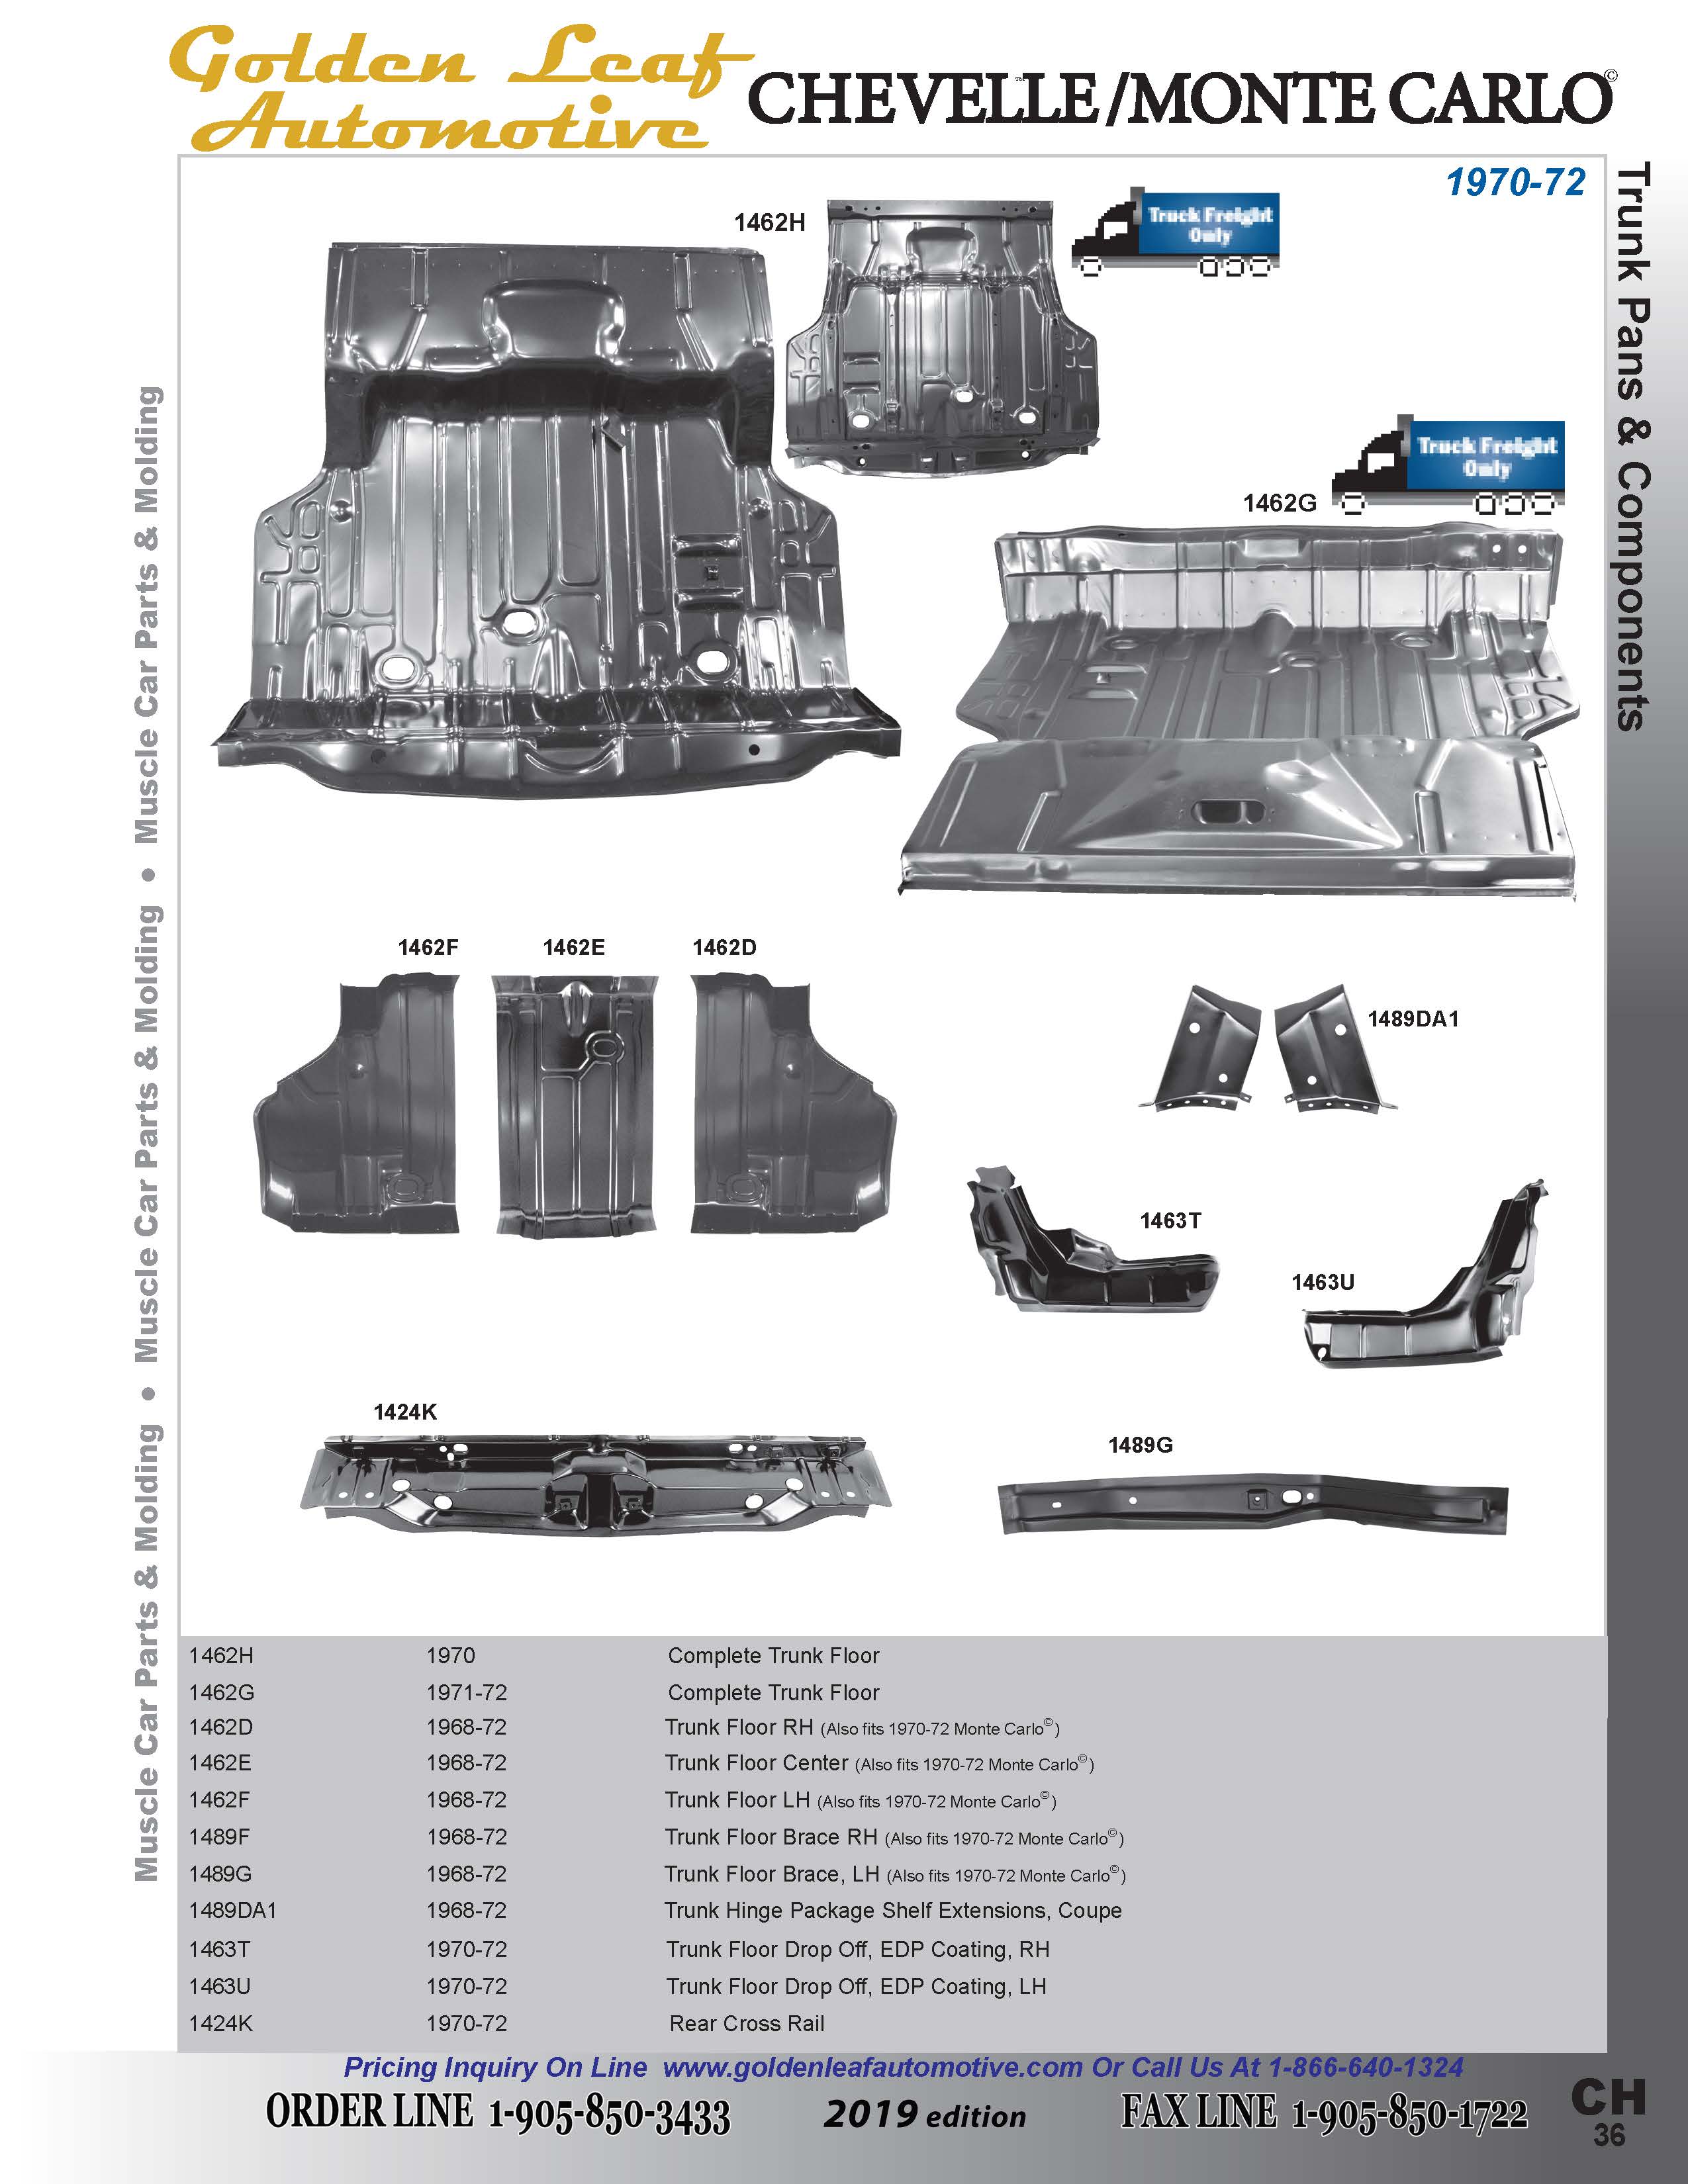 Golden Leaf
Automotive
CHEVELLE™/MONTE CARLO©
1970-72
Trunk Pans & Components
Muscle Car Parts & Molding • Muscle Car Parts & Molding • Muscle Car Parts & Molding
1462H
Truck Freight
Only
1462G
Truck Freight
Only
1462F 1462E 1462D
1489DA1
1463T
1463U
1424K
1489G
1462H 1970 Complete Trunk Floor
1462G 1971-72 Complete Trunk Floor
1462D 1968-72 Trunk Floor RH (Also fits 1970-72 Monte Carlo©)
1462E 1968-72 Trunk Floor Center (Also fits 1970-72 Monte Carlo©)
1462F 1968-72 Trunk Floor LH (Also fits 1970-72 Monte Carlo©)
1489F 1968-72 Trunk Floor Brace RH (Also fits 1970-72 Monte Carlo©)
1489G 1968-72 Trunk Floor Brace, LH (Also fits 1970-72 Monte Carlo©)
1489DA1 1968-72 Trunk Hinge Package Shelf Extensions, Coupe
1463T 1970-72 Trunk Floor Drop Off, EDP Coating, RH
1463U 1970-72 Trunk Floor Drop Off, EDP Coating, LH
1424K 1970-72 Rear Cross Rail
Pricing Inquiry On Line www.goldenleafautomotive.com Or Call Us At 1-866-640-1324
ORDER LINE 1-905-850-3433 2019 edition FAX LINE 1-905-850-1722
CH
36